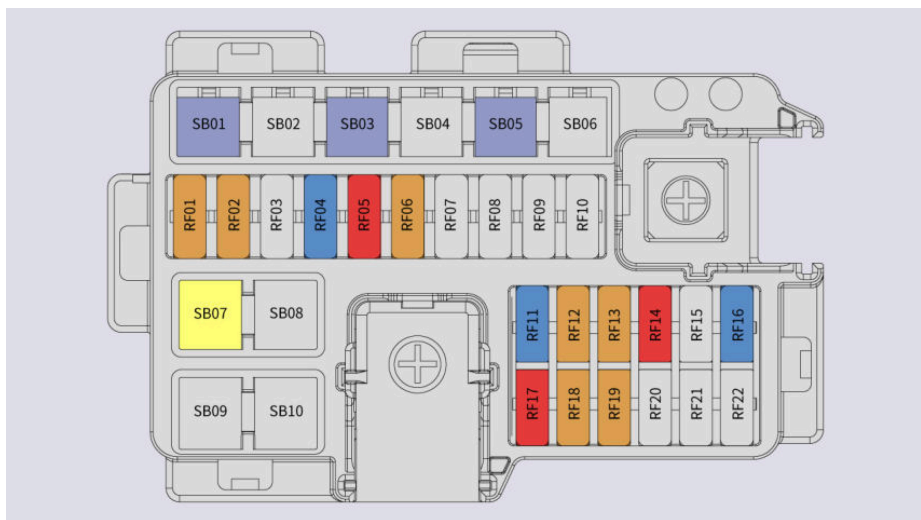 SB01 SB02 SB03 SB04 SB05 SB06
RF01 RF02 RF03 RF04 RF05 RF06 RF07 RF08 RF09 RF10
SB07 SB08
RF11 RF12 RF13 RF14 RF15 RF16
SB09 SB10
RF17 RF18 RF19 RF20 RF21 RF22